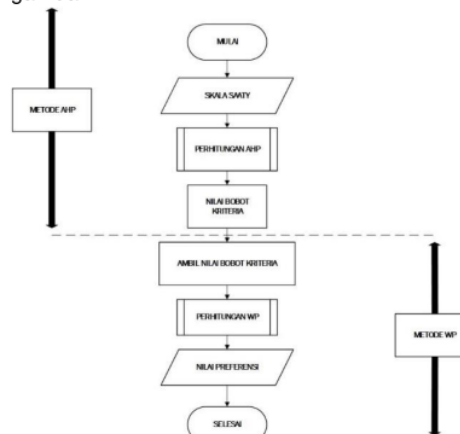 MULAI
SKALA SAATY
METODE AHP
PERHITUNGAN AHP
NILAI BOBOT
KRITERIA
AMBIL NILAI BOBOT KRITERIA
PERHITUNGAN WP
METODE WP
NILAI PREFERENSI
SELESAI